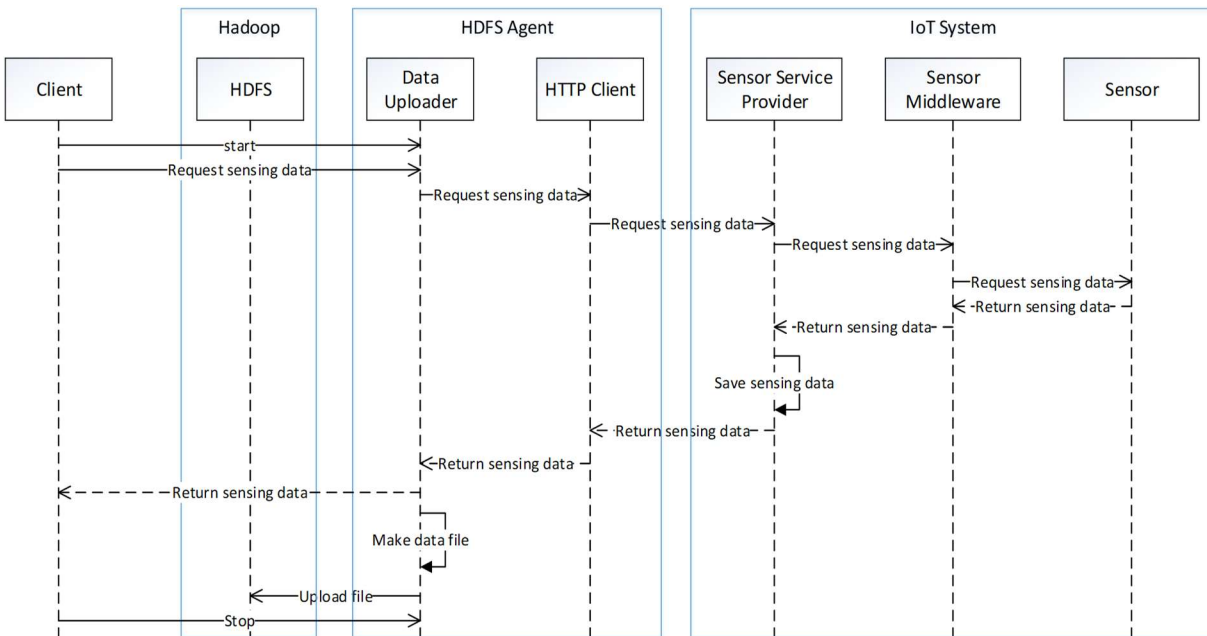 Hadoop
HDFS Agent
IoT System
Client
HDFS
Data
Uploader
HTTP Client
Sensor Service
Provider
Sensor
Middleware
Sensor
start
Request sensing data
Request sensing data
Request sensing data
Request sensing data
Request sensing data
Return sensing data
Return sensing data
Save sensing data
Return sensing data
Return sensing data
Return sensing data
Make data file
Upload file
Stop